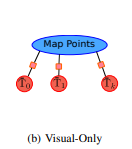 Map Points
T₀ T₁ Tₖ
(b) Visual-Only